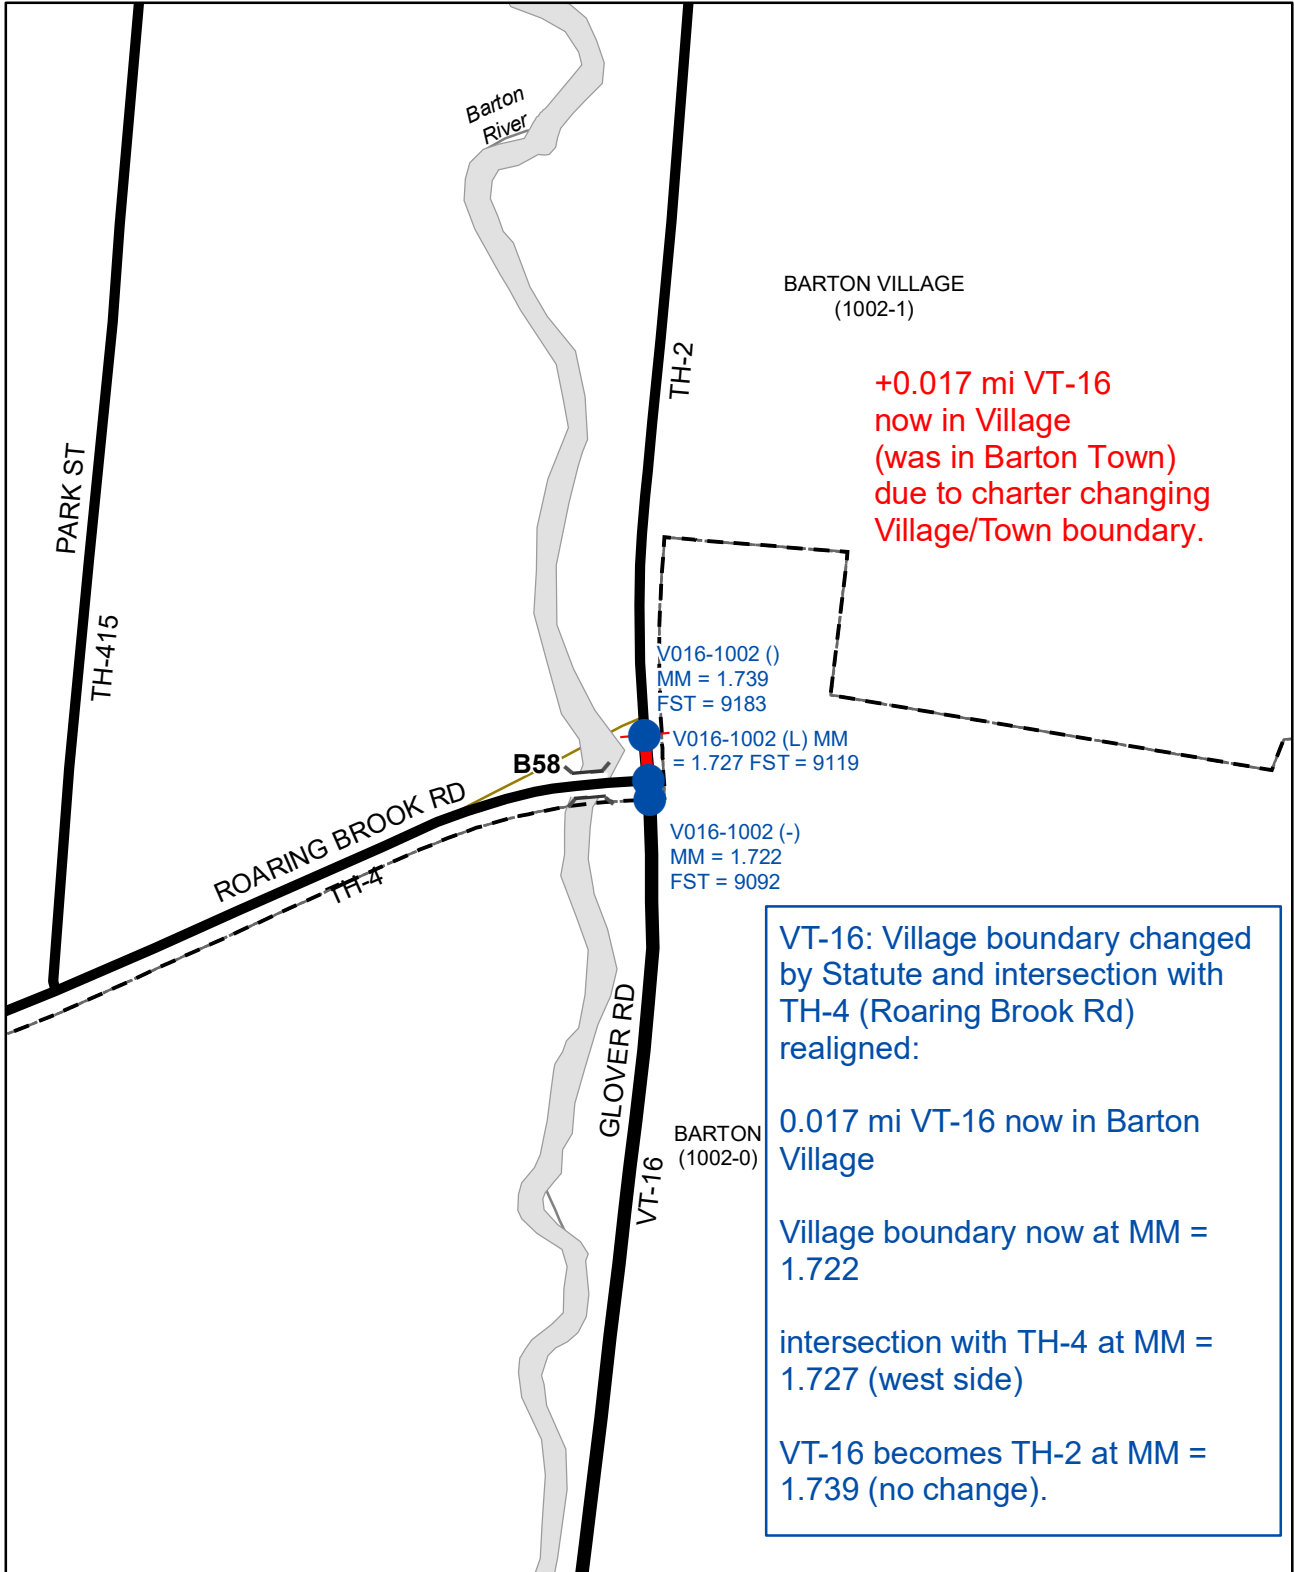 Barton
River
BARTON VILLAGE
(1002-1)
TH-2
+0.017 mi VT-16
now in Village
(was in Barton Town)
due to charter changing
Village/Town boundary.
PARK ST
TH-415
V016-1002 ()
MM = 1.739
FST = 9183
V016-1002 (L) MM
= 1.727 FST = 9119
B58
ROARING BROOK RD
TH-4
V016-1002 (-)
MM = 1.722
FST = 9092
GLOVER RD
VT-16
BARTON
(1002-0)
VT-16: Village boundary changed
by Statute and intersection with
TH-4 (Roaring Brook Rd)
realigned:
0.017 mi VT-16 now in Barton
Village
Village boundary now at MM =
1.722
intersection with TH-4 at MM =
1.727 (west side)
VT-16 becomes TH-2 at MM =
1.739 (no change).